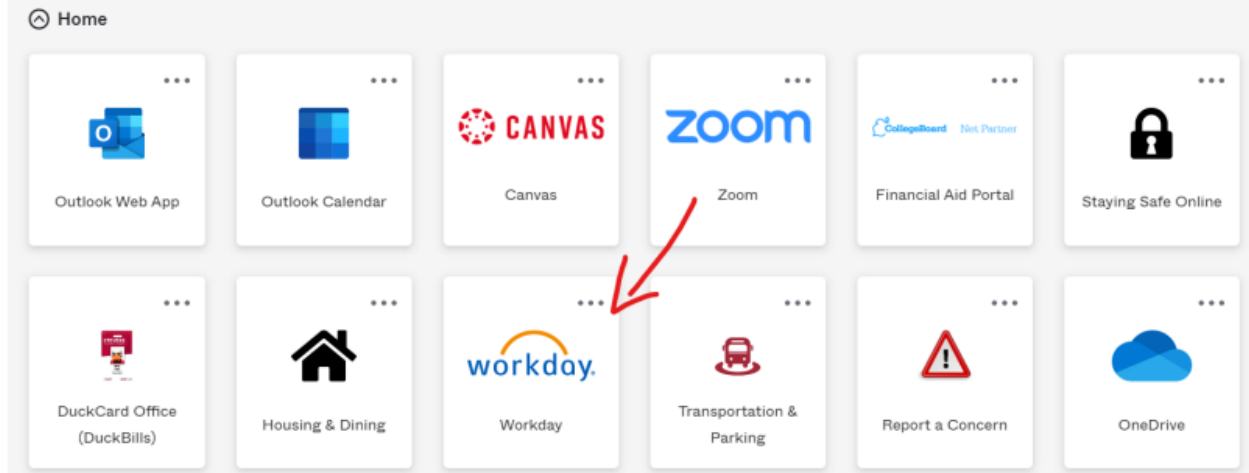 Home
CANVAS
zoom
CollegeBoard Net Partner
Outlook Web App
Outlook Calendar
Canvas
Zoom
Financial Aid Portal
Staying Safe Online
workday.
DuckCard Office
(DuckBills)
Housing & Dining
Workday
Transportation &
Parking
Report a Concern
OneDrive